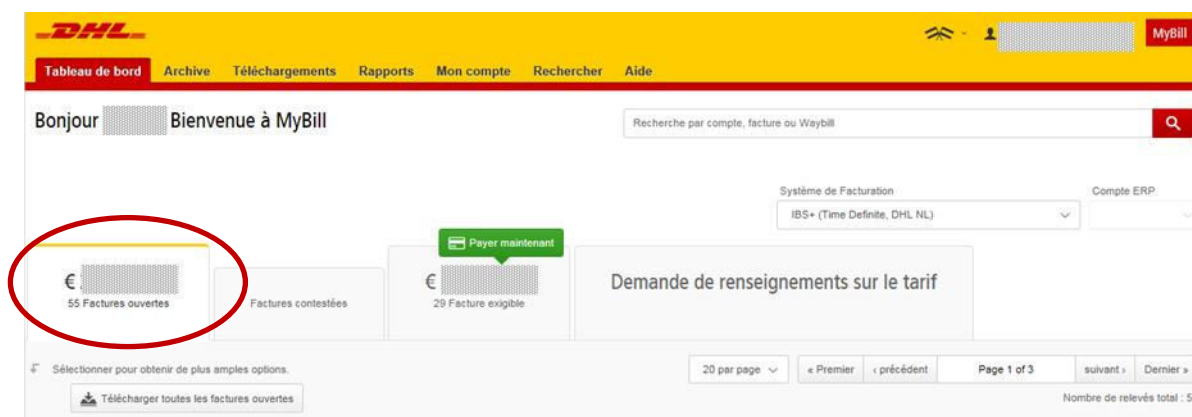 DHL
MyBill
Tableau de bord Archive Téléchargements Rapports Mon compte Rechercher Aide
Bonjour Bienvenue à MyBill
Recherche par compte, facture ou Waybill
Système de Facturation Compte ERP
IBS+ (Time Definite, DHL NL)
Payer maintenant
€ € Demande de renseignements sur le tarif
55 Factures ouvertes Factures contestées 29 Facture exigible
Sélectionner pour obtenir de plus amples options. 20 par page « Premier ‹ précédent Page 1 of 3 suivant › Dernier »
Télécharger toutes les factures ouvertes Nombre de relevés total : 5